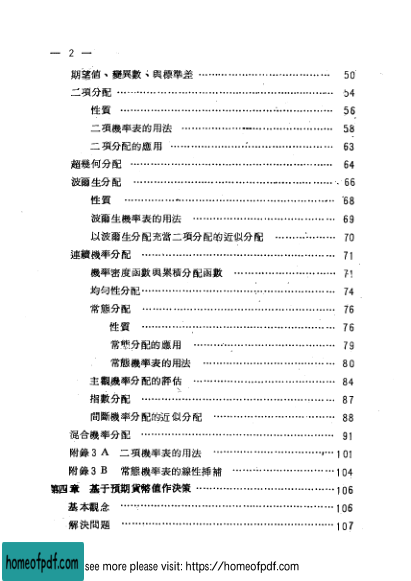 — 2 —
期望值、變異數、與標準差 …………………………… 50
二項分配 …………………………… 54
性質 …………………………… 56
二項機率表的用法 …………………………… 58
二項分配的應用 …………………………… 63
超幾何分配 …………………………… 64
波爾生分配 …………………………… 66
性質 …………………………… 68
波爾生機率表的用法 …………………………… 69
以波爾生分配充當二項分配的近似分配 …………………………… 70
連續機率分配 …………………………… 71
機率密度函數與累積分配函數 …………………………… 71
均勻性分配 …………………………… 74
常態分配 …………………………… 76
性質 …………………………… 76
常態分配的應用 …………………………… 79
常態機率表的用法 …………………………… 80
主觀機率分配的評估 …………………………… 84
指數分配 …………………………… 87
間斷機率分配的近似分配 …………………………… 88
混合機率分配 …………………………… 91
附錄3A 二項機率表的用法 …………………………… 101
附錄3B 常態機率表的線性揷補 …………………………… 104
第四章 基于預期貨幣值作決策 …………………………… 106
基本觀念 …………………………… 106
解決問題 …………………………… 107
homeofpdf.com see more please visit: https://homeofpdf.com